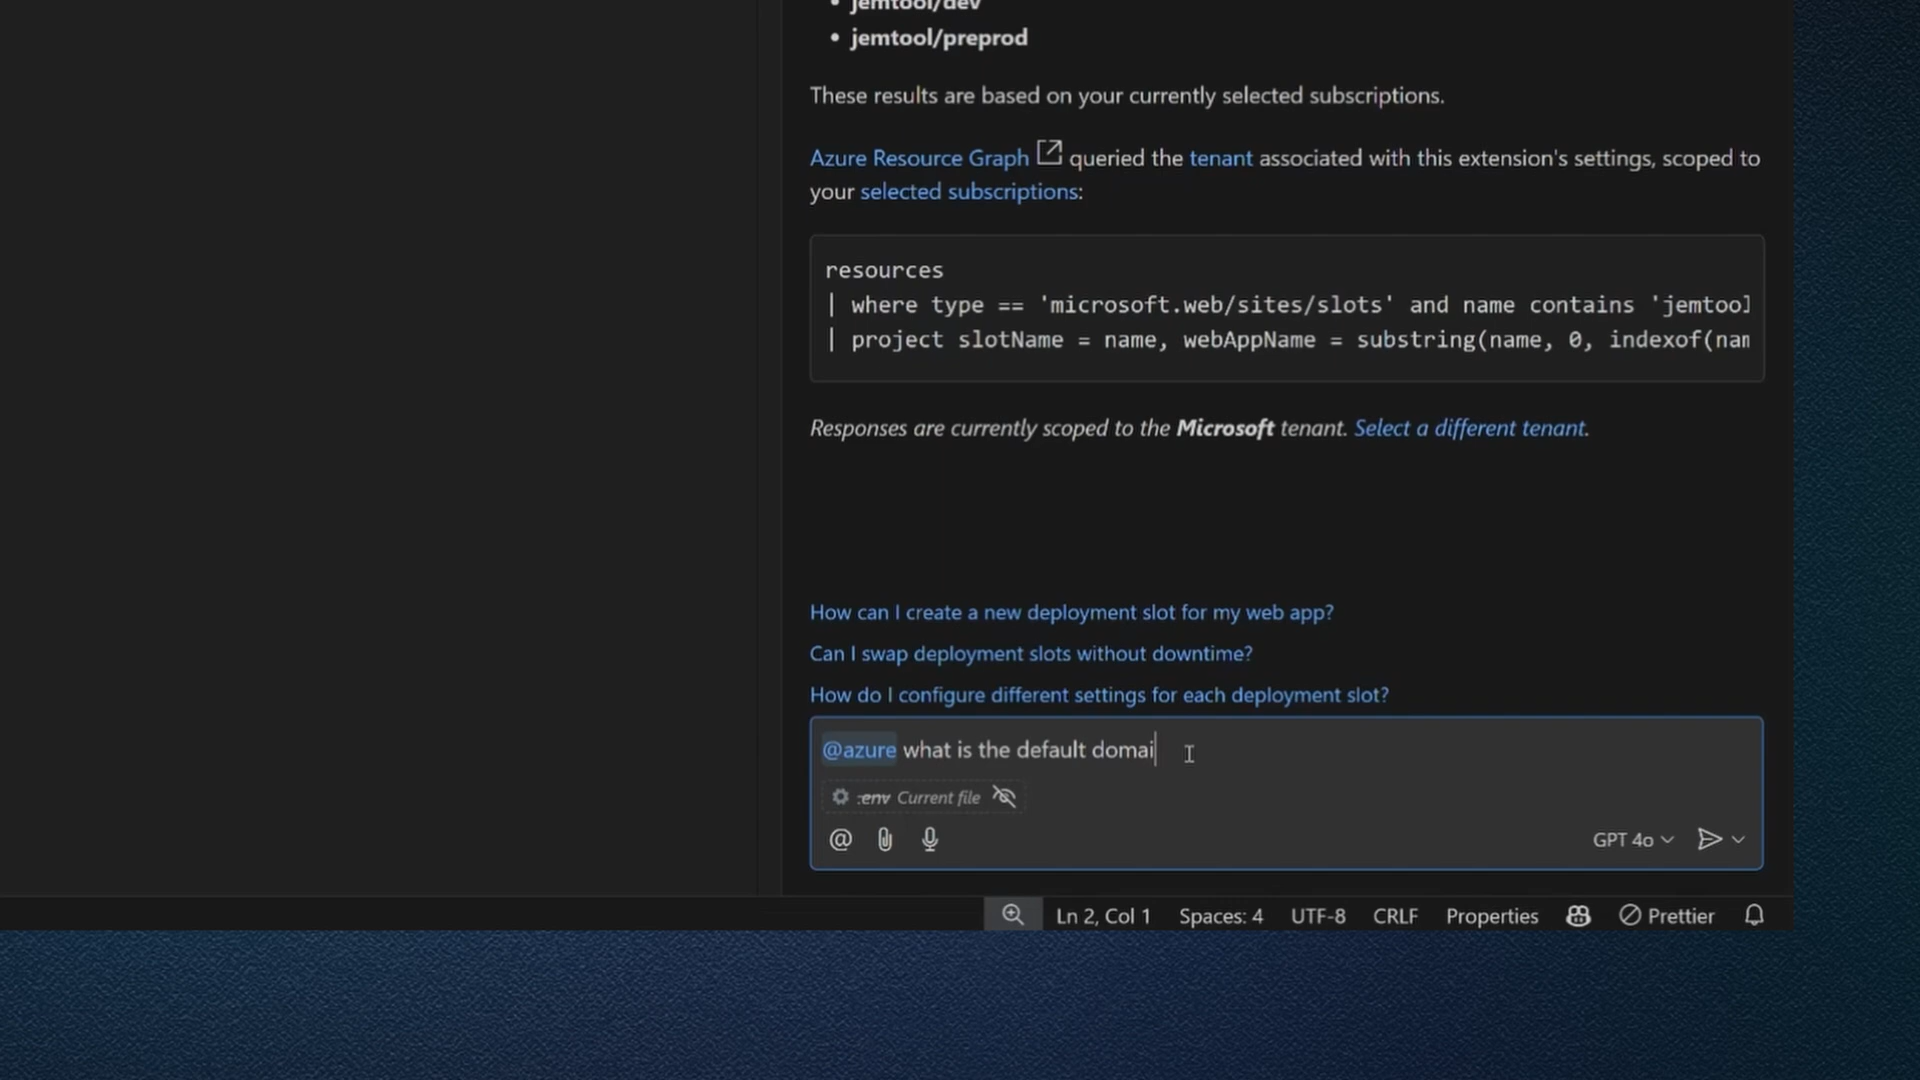 • jemtool/dev
• jemtool/preprod
These results are based on your currently selected subscriptions.
Azure Resource Graph queried the tenant associated with this extension's settings, scoped to
your selected subscriptions:
resources
| where type == 'microsoft.web/sites/slots' and name contains 'jemtool
| project slotName = name, webAppName = substring(name, 0, indexof(nam
Responses are currently scoped to the Microsoft tenant. Select a different tenant.
How can I create a new deployment slot for my web app?
Can I swap deployment slots without downtime?
How do I configure different settings for each deployment slot?
@azure what is the default domai
.env Current file
@ GPT 4o
Ln 2, Col 1 Spaces: 4 UTF-8 CRLF Properties Prettier